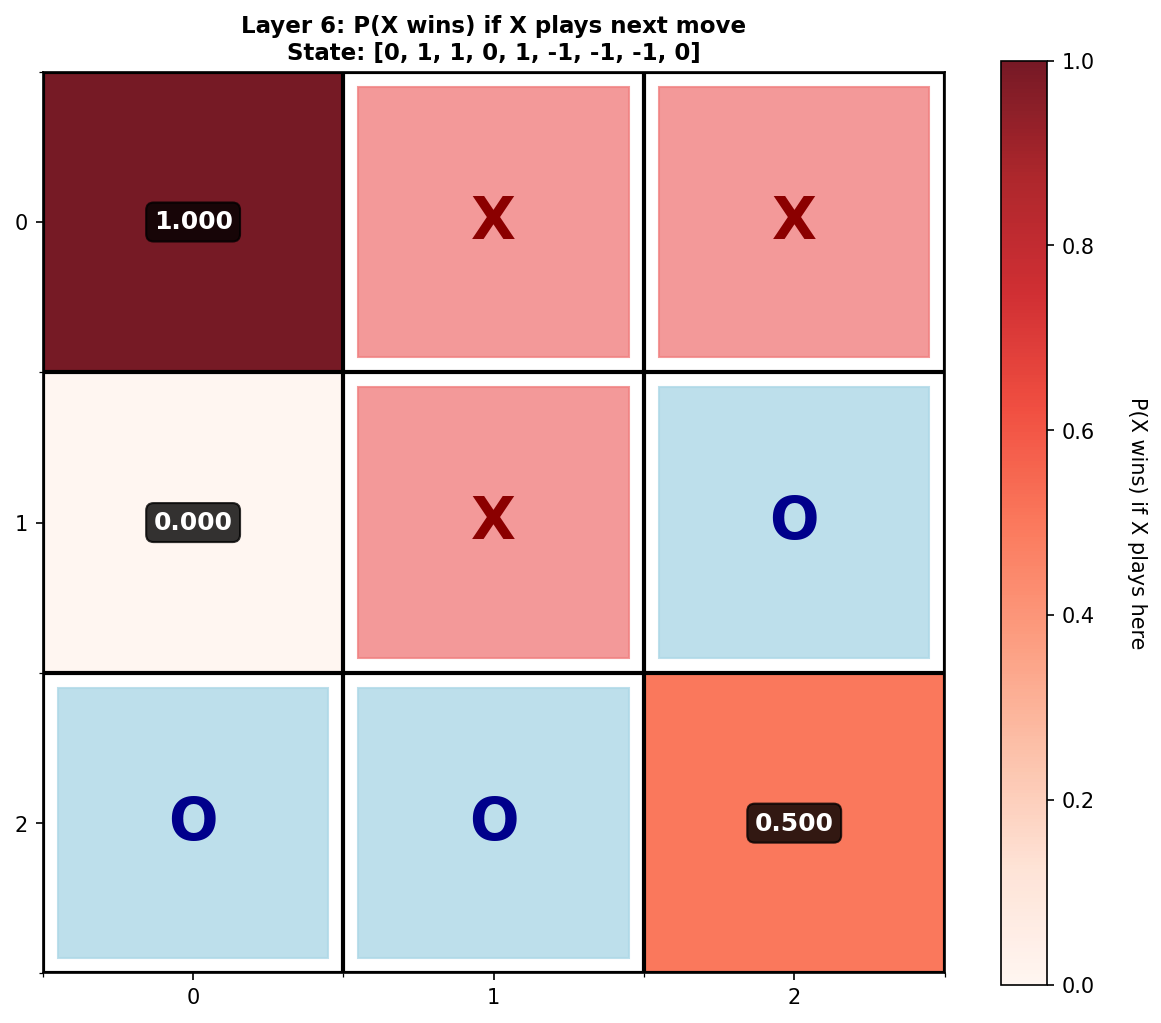 Layer 6: P(X wins) if X plays next move
State: [0, 1, 1, 0, 1, -1, -1, -1, 0]
0
1.000
X
X
1
0.000
X
O
2
O
O
0.500
0
1
2
1.0
0.8
0.6
0.4
0.2
0.0
P(X wins) if X plays here